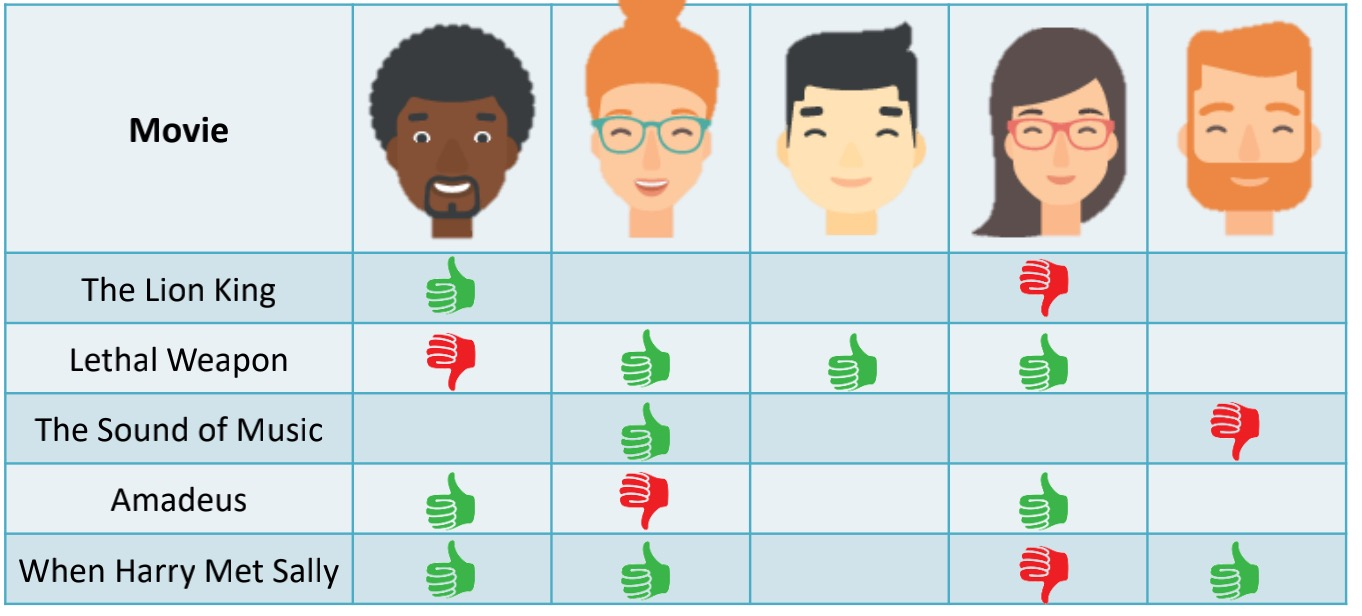 Movie
The Lion King
Lethal Weapon
The Sound of Music
Amadeus
When Harry Met Sally